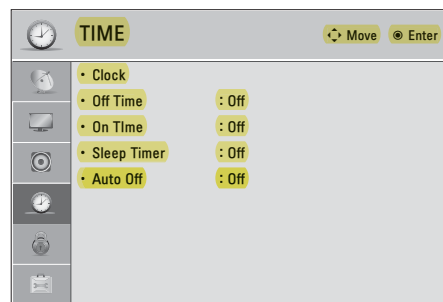 TIME Move Enter
• Clock
• Off Time : Off
• On TIme : Off
• Sleep Timer : Off
• Auto Off : Off